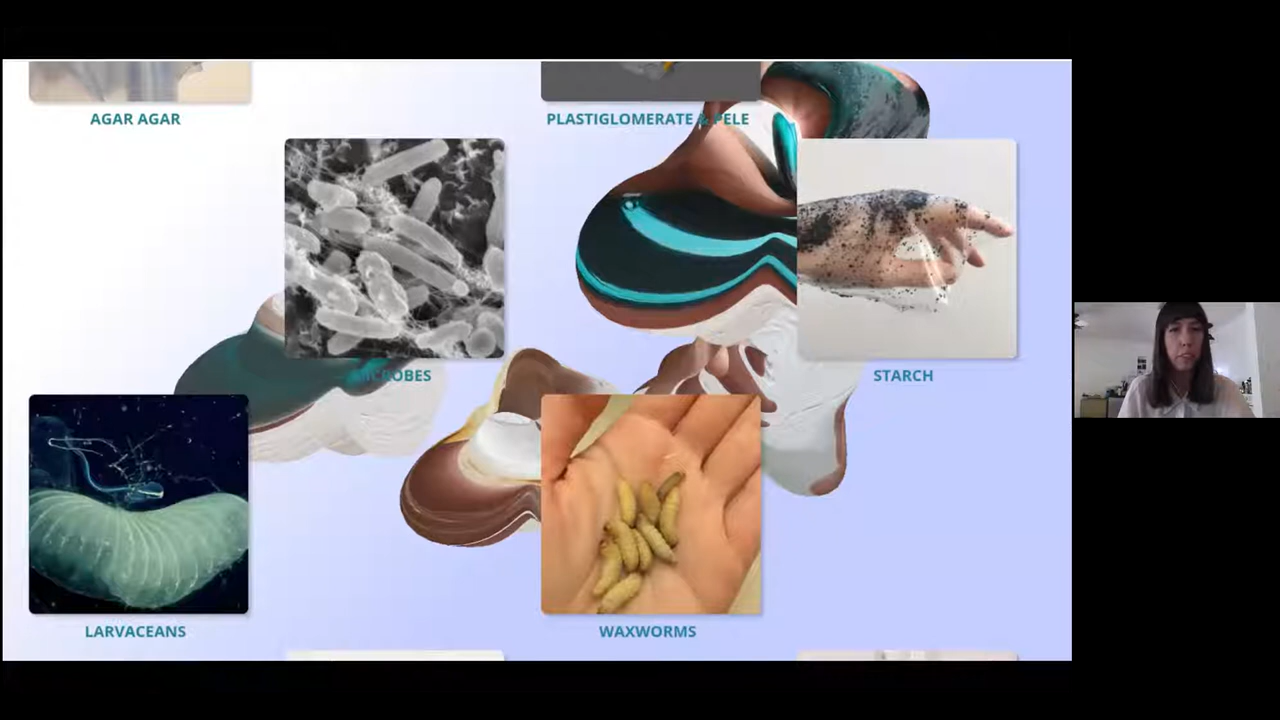 AGAR AGAR
PLASTIGLOMERATE & PELE
MICROBES
STARCH
LARVACEANS
WAXWORMS